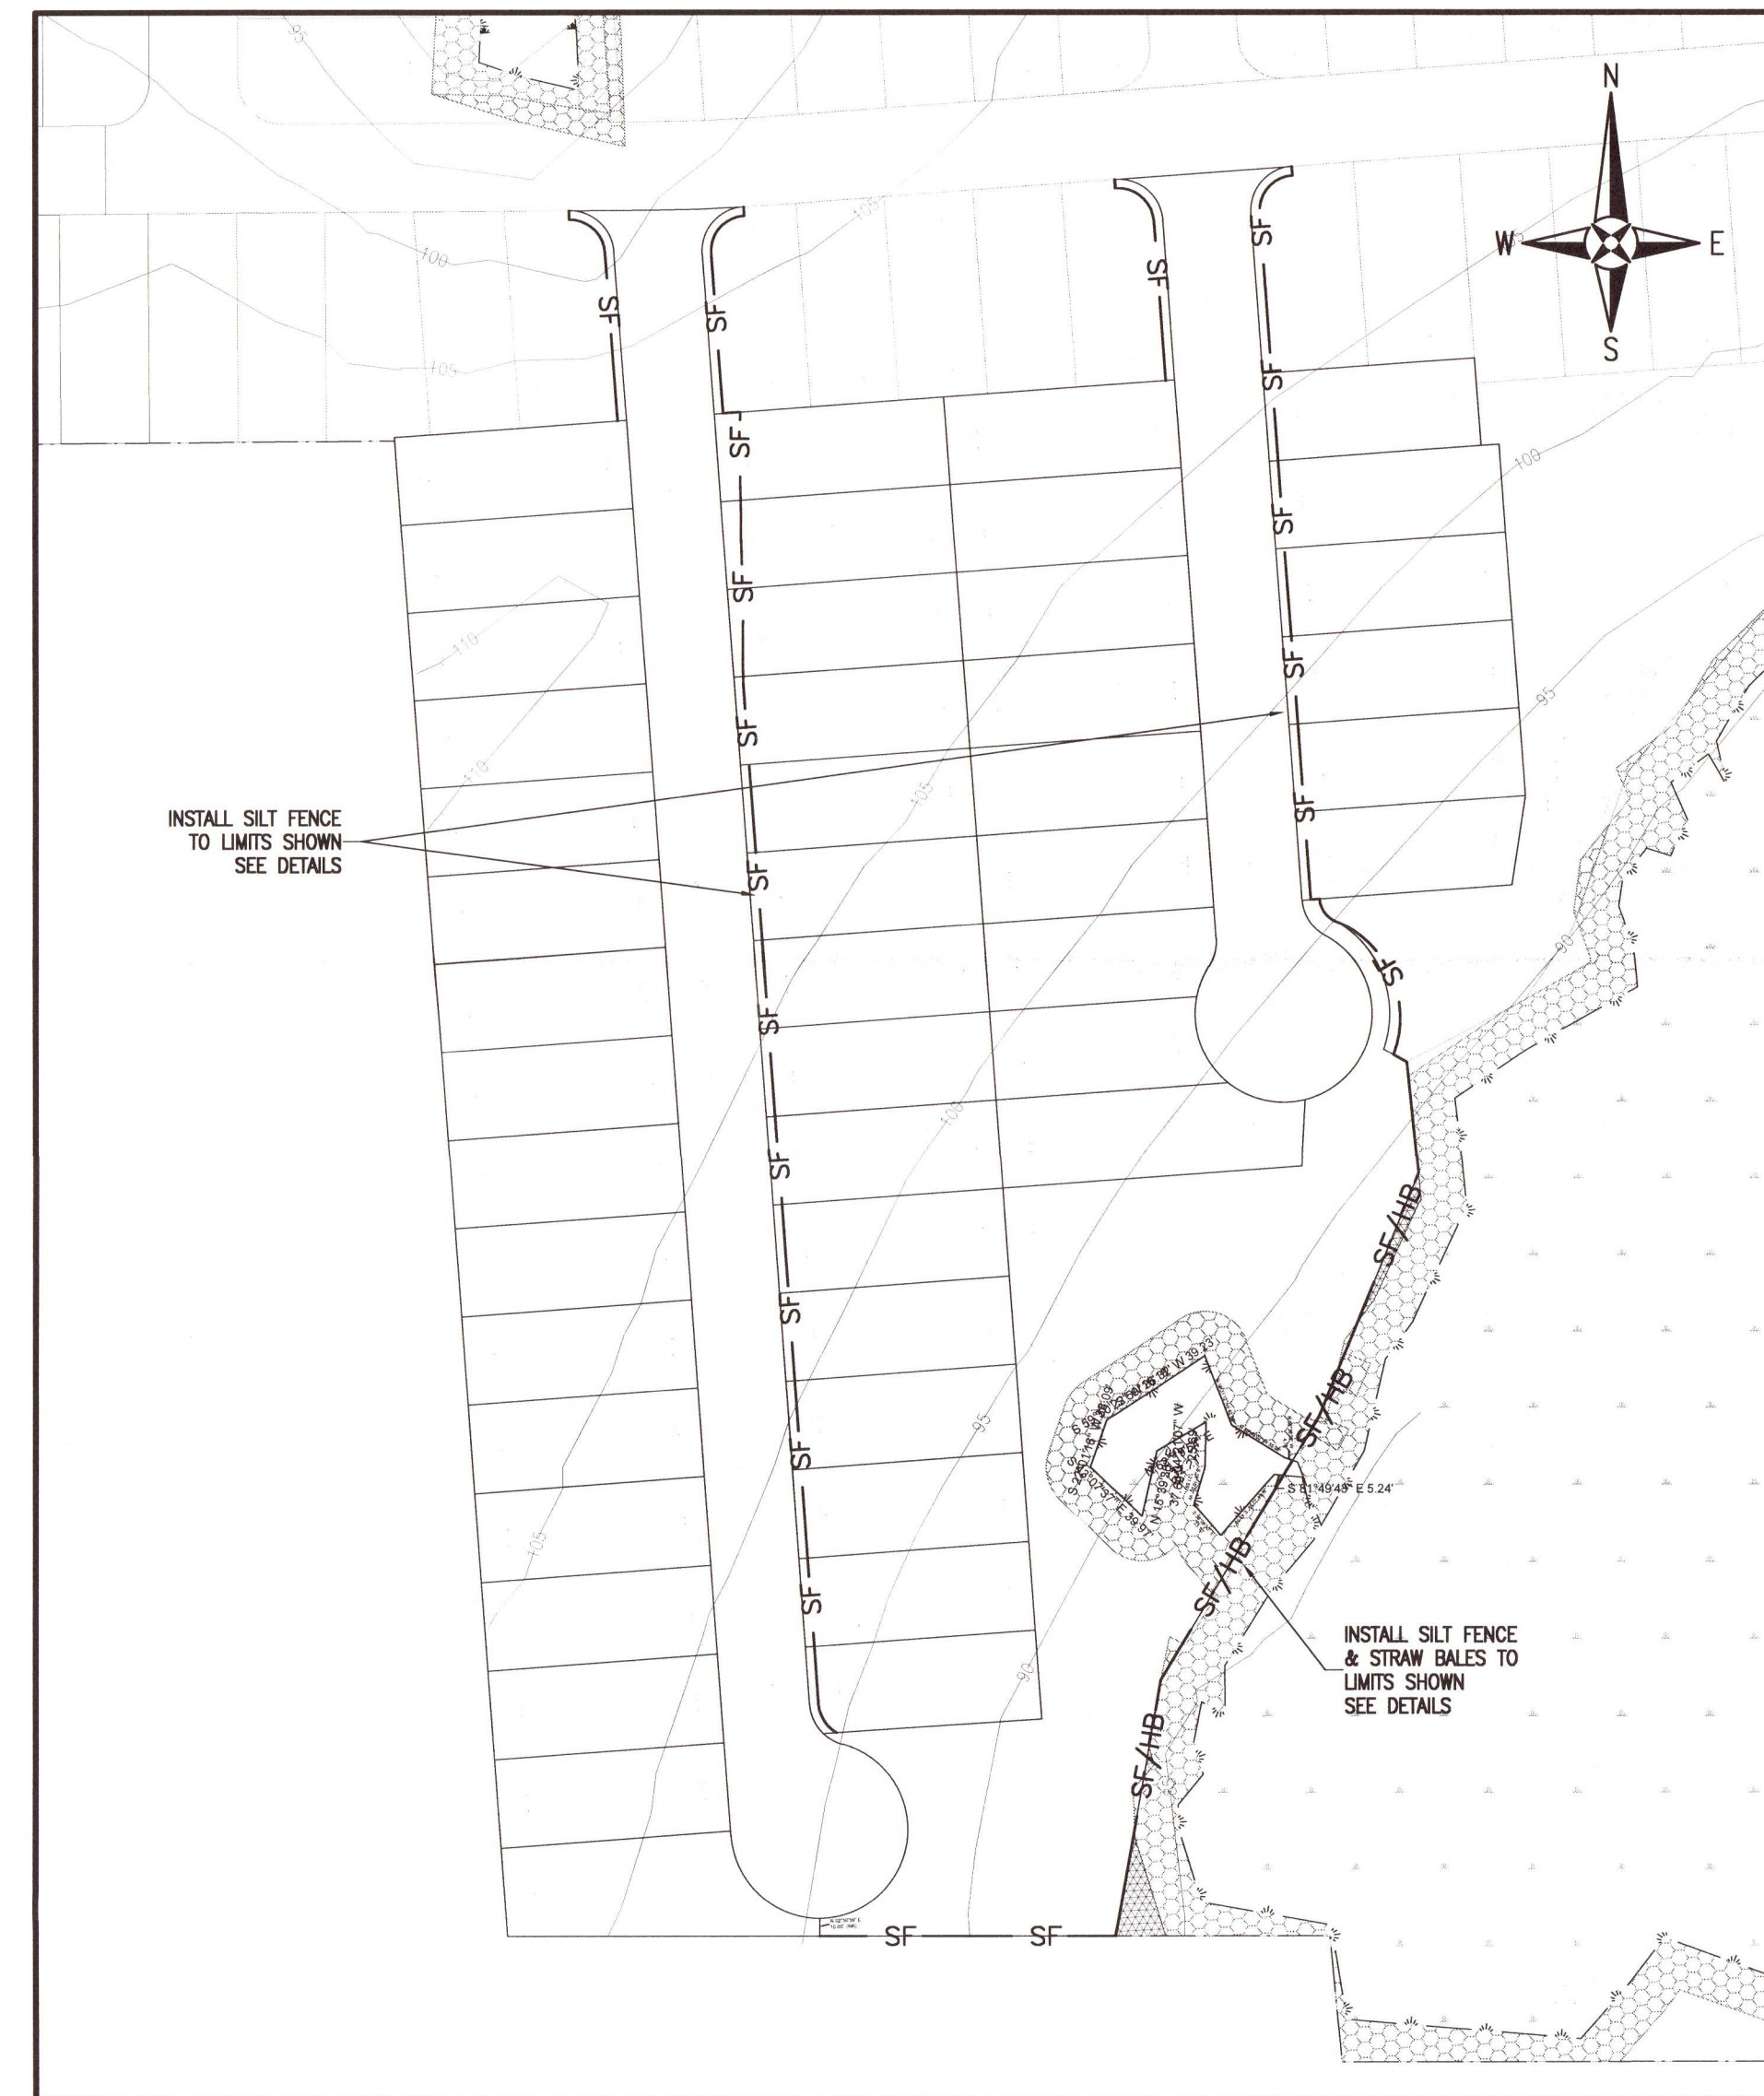 N
W
E
S
95
100
105
105
85
SF
SF
SF
SF
SF
SF
SF
SF
100
110
SF
SF
SF
95
SF
110
INSTALL SILT FENCE
TO LIMITS SHOWN
SEE DETAILS
105
SF
SF
90
SF
SF
100
SF
SF/HB
SF
SF/HB
95
SF
105
S 81°49'48" E 5.24'
SF/HB
SF
INSTALL SILT FENCE
& STRAW BALES TO
LIMITS SHOWN
SEE DETAILS
90
SF/HB
SF
SF